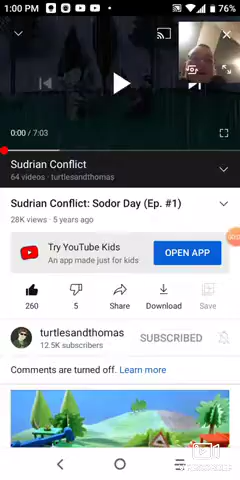 1:00 PM
76%
0:00 / 7:03
Sudrian Conflict
64 videos · turtlesandthomas
Sudrian Conflict: Sodor Day (Ep. #1)
28K views · 5 years ago
Try YouTube Kids
An app made just for kids
OPEN APP
260
5
Share
Download
Save
turtlesandthomas
12.5K subscribers
SUBSCRIBED
Comments are turned off. Learn more